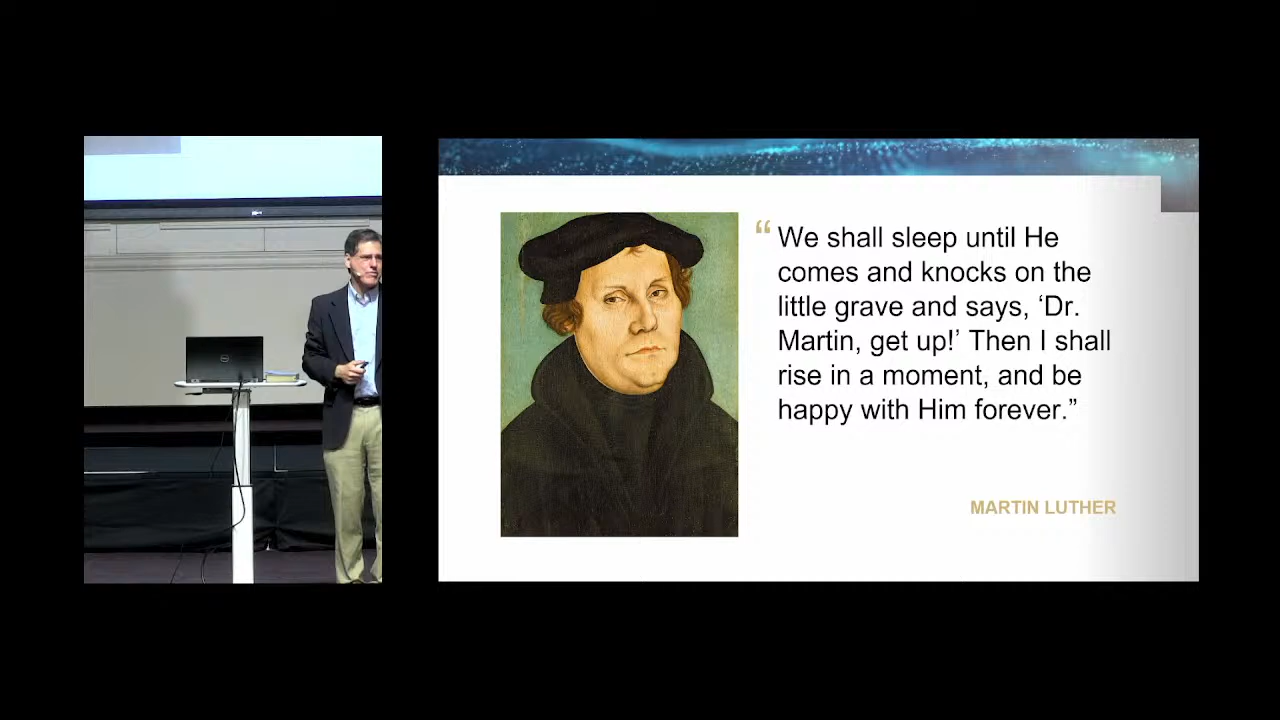 “ We shall sleep until He
comes and knocks on the
little grave and says, ‘Dr.
Martin, get up!’ Then I shall
rise in a moment, and be
happy with Him forever.”
MARTIN LUTHER